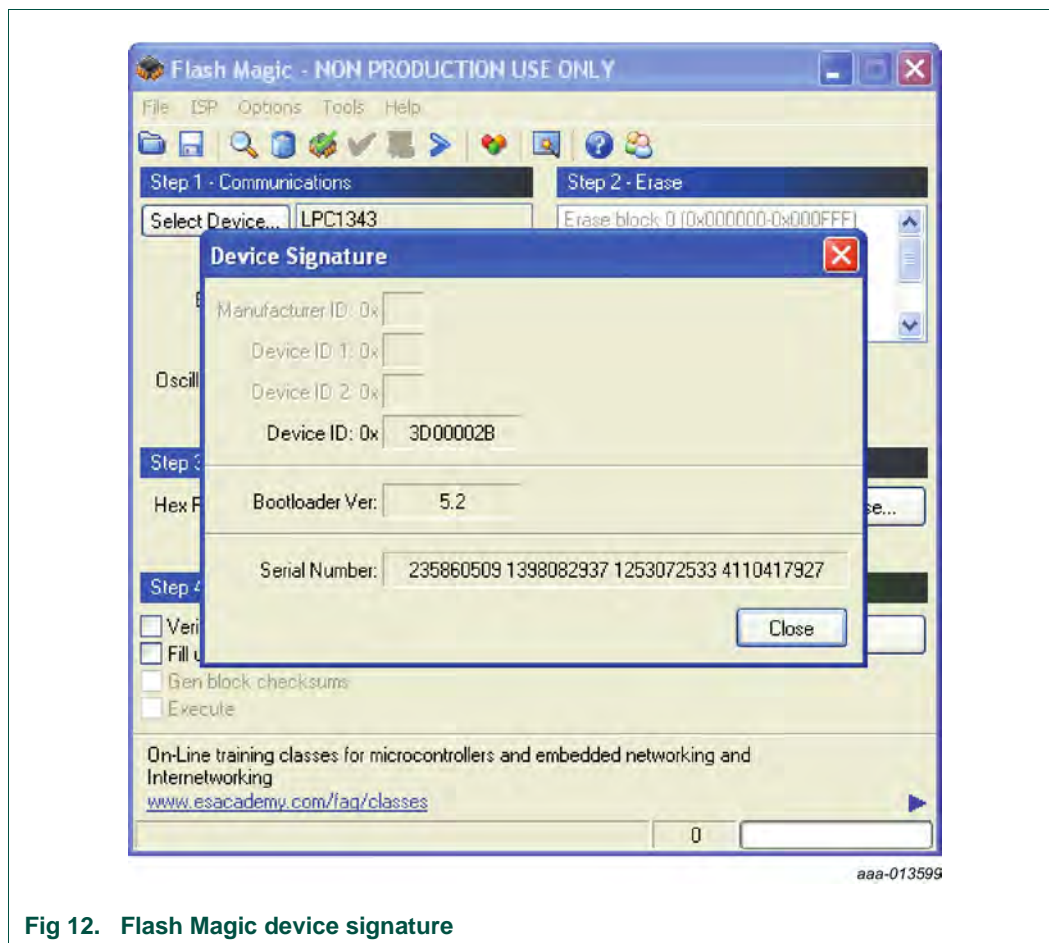 Flash Magic - NON PRODUCTION USE ONLY
File ISP Options Tools Help
Step 1 - Communications
Step 2 - Erase
Select Device...
LPC1343
Erase block 0 (0x000000-0x000FFF)
Device Signature
Manufacturer ID: 0x
Device ID 1: 0x
Device ID 2: 0x
Oscill
Device ID: 0x 3D00002B
Step 3
Hex F
Bootloader Ver: 5.2
se...
Serial Number: 235860509 1398082937 1253072533 4110417927
Step 4
Close
Veri
Fill u
Gen block checksums
Execute
On-Line training classes for microcontrollers and embedded networking and
Internetworking
www.esacademy.com/faq/classes
0
aaa-013599
Fig 12. Flash Magic device signature